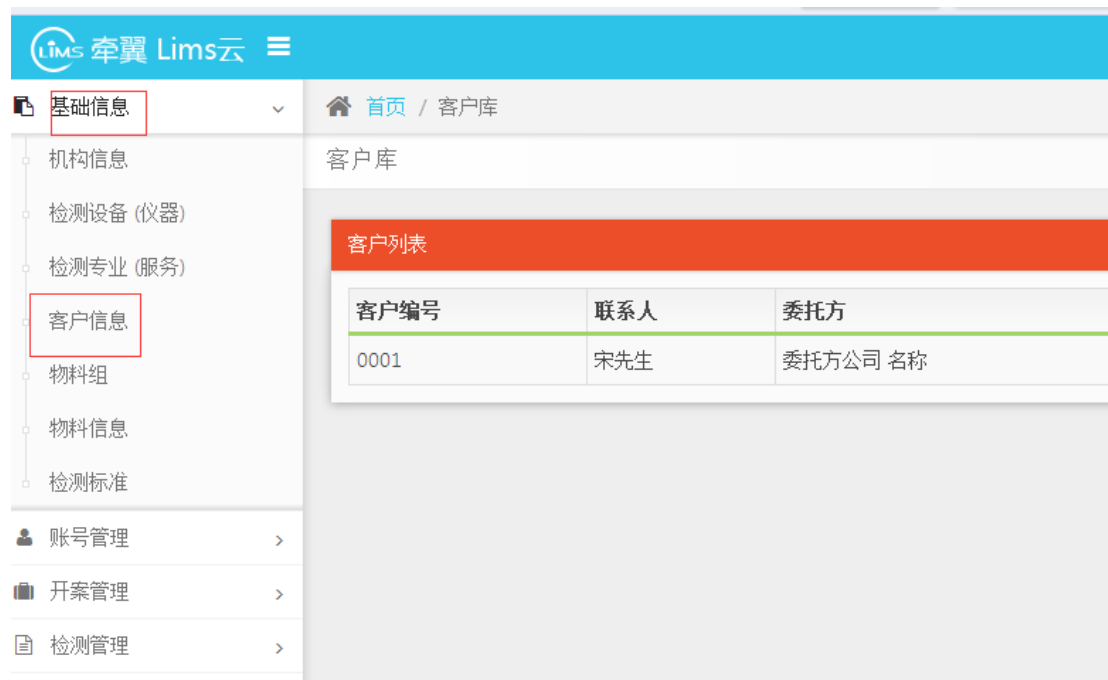 LIMS 牵翼 Lims云
基础信息
机构信息
检测设备 (仪器)
检测专业 (服务)
客户信息
物料组
物料信息
检测标准
账号管理
开案管理
检测管理
首页 / 客户库
客户库
客户列表
客户编号 联系人 委托方
0001 宋先生 委托方公司 名称